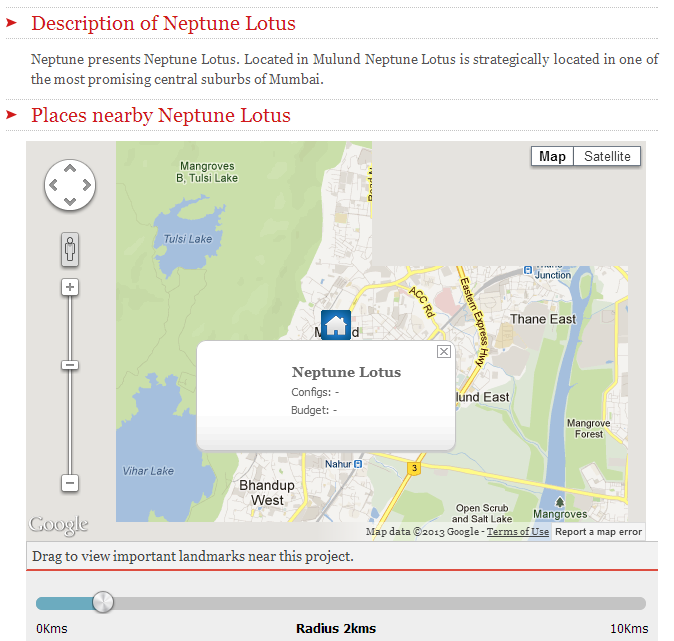 Description of Neptune Lotus
Neptune presents Neptune Lotus. Located in Mulund Neptune Lotus is strategically located in one of
the most promising central suburbs of Mumbai.
Places nearby Neptune Lotus
Map Satellite
Mangroves
B, Tulsi Lake
Tulsi Lake
ACC Rd
Eastern Express Hwy
Junction
Thane East
Neptune Lotus
Configs: -
Budget: -
lund East
Mangrove
Forest
Vihar Lake
Nahur
3
Bhandup
West
Open Scrub
and Salt Lake
Mangroves
Google
Map data ©2013 Google - Terms of Use Report a map error
Drag to view important landmarks near this project.
0Kms Radius 2kms 10Kms